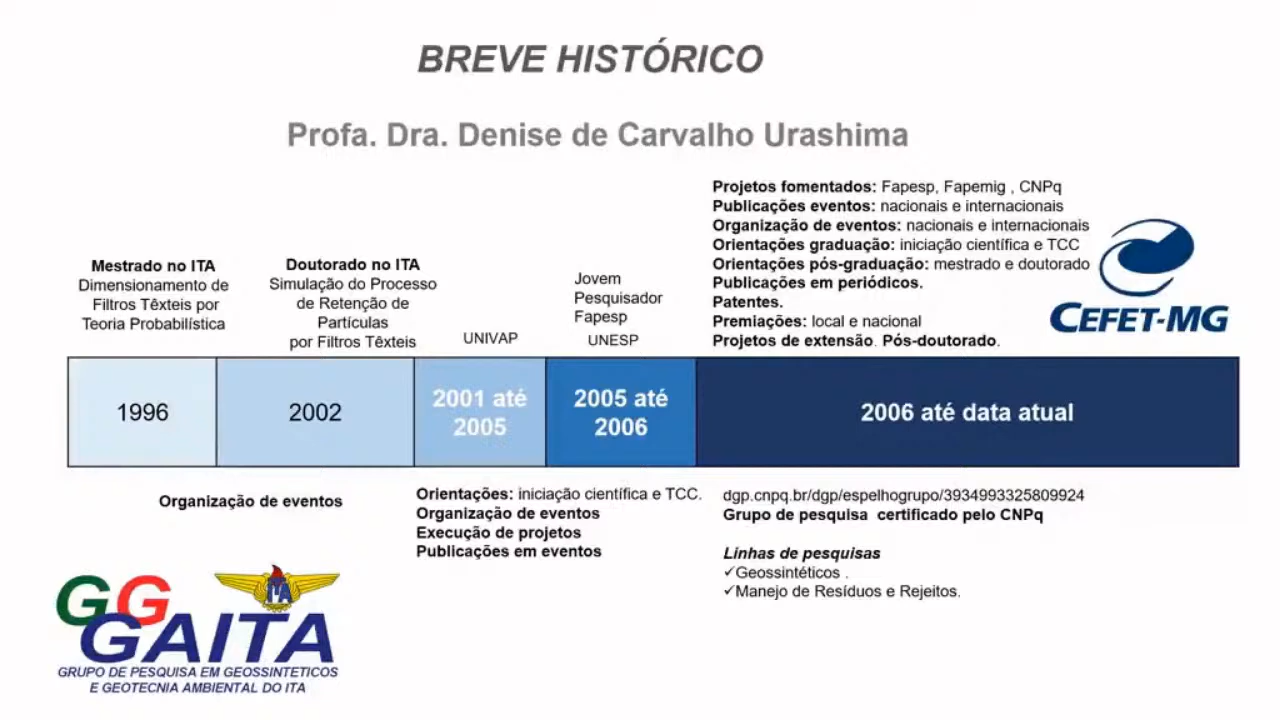 BREVE HISTÓRICO
Profa. Dra. Denise de Carvalho Urashima
Mestrado no ITA
Dimensionamento de
Filtros Têxteis por
Teoria Probabilística
Doutorado no ITA
Simulação do Processo
de Retenção de
Partículas
por Filtros Têxteis
UNIVAP
Jovem
Pesquisador
Fapesp
UNESP
Projetos fomentados: Fapesp, Fapemig , CNPq
Publicações eventos: nacionais e internacionais
Organização de eventos: nacionais e internacionais
Orientações graduação: iniciação científica e TCC
Orientações pós-graduação: mestrado e doutorado
Publicações em periódicos.
Patentes.
Premiações: local e nacional
Projetos de extensão. Pós-doutorado.
CEFET-MG
1996
2002
2001 até
2005
2005 até
2006
2006 até data atual
Organização de eventos
Orientações: iniciação científica e TCC.
Organização de eventos
Execução de projetos
Publicações em eventos
dgp.cnpq.br/dgp/espelhogrupo/3934993325809924
Grupo de pesquisa certificado pelo CNPq
Linhas de pesquisas
✓Geossintéticos .
✓Manejo de Resíduos e Rejeitos.
GG
ITA
GAITA
GRUPO DE PESQUISA EM GEOSSINTETICOS
E GEOTECNIA AMBIENTAL DO ITA